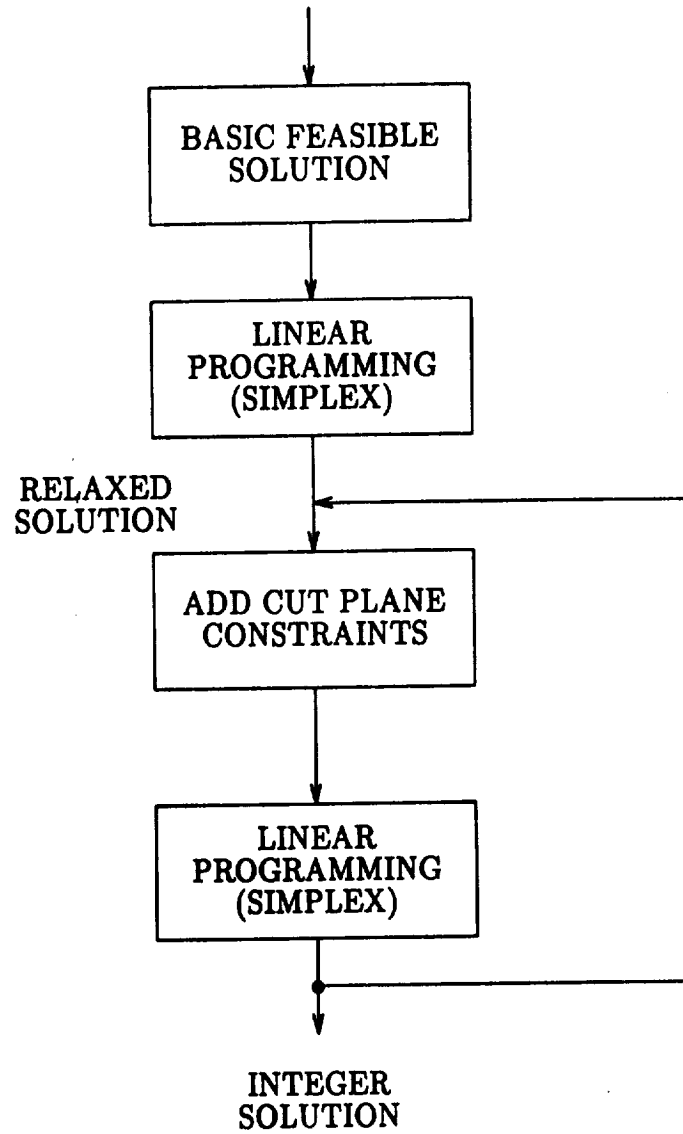 BASIC FEASIBLE
SOLUTION
LINEAR
PROGRAMMING
(SIMPLEX)
RELAXED
SOLUTION
ADD CUT PLANE
CONSTRAINTS
LINEAR
PROGRAMMING
(SIMPLEX)
INTEGER
SOLUTION